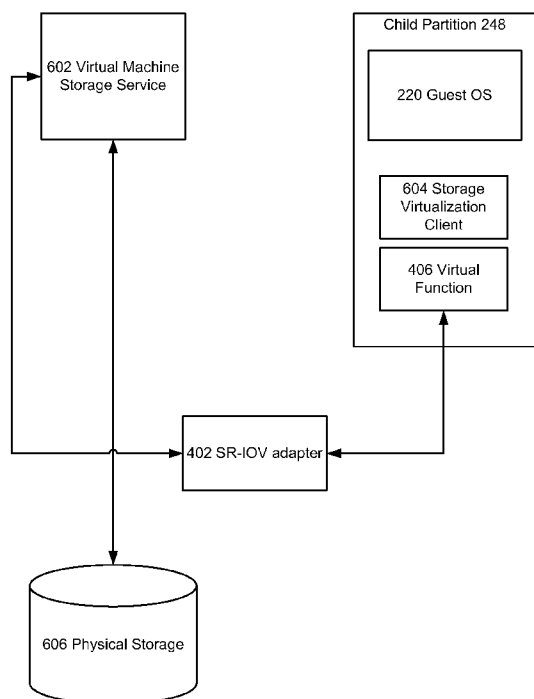 602 Virtual Machine
Storage Service
Child Partition 248
220 Guest OS
604 Storage
Virtualization
Client
406 Virtual
Function
402 SR-IOV adapter
606 Physical Storage